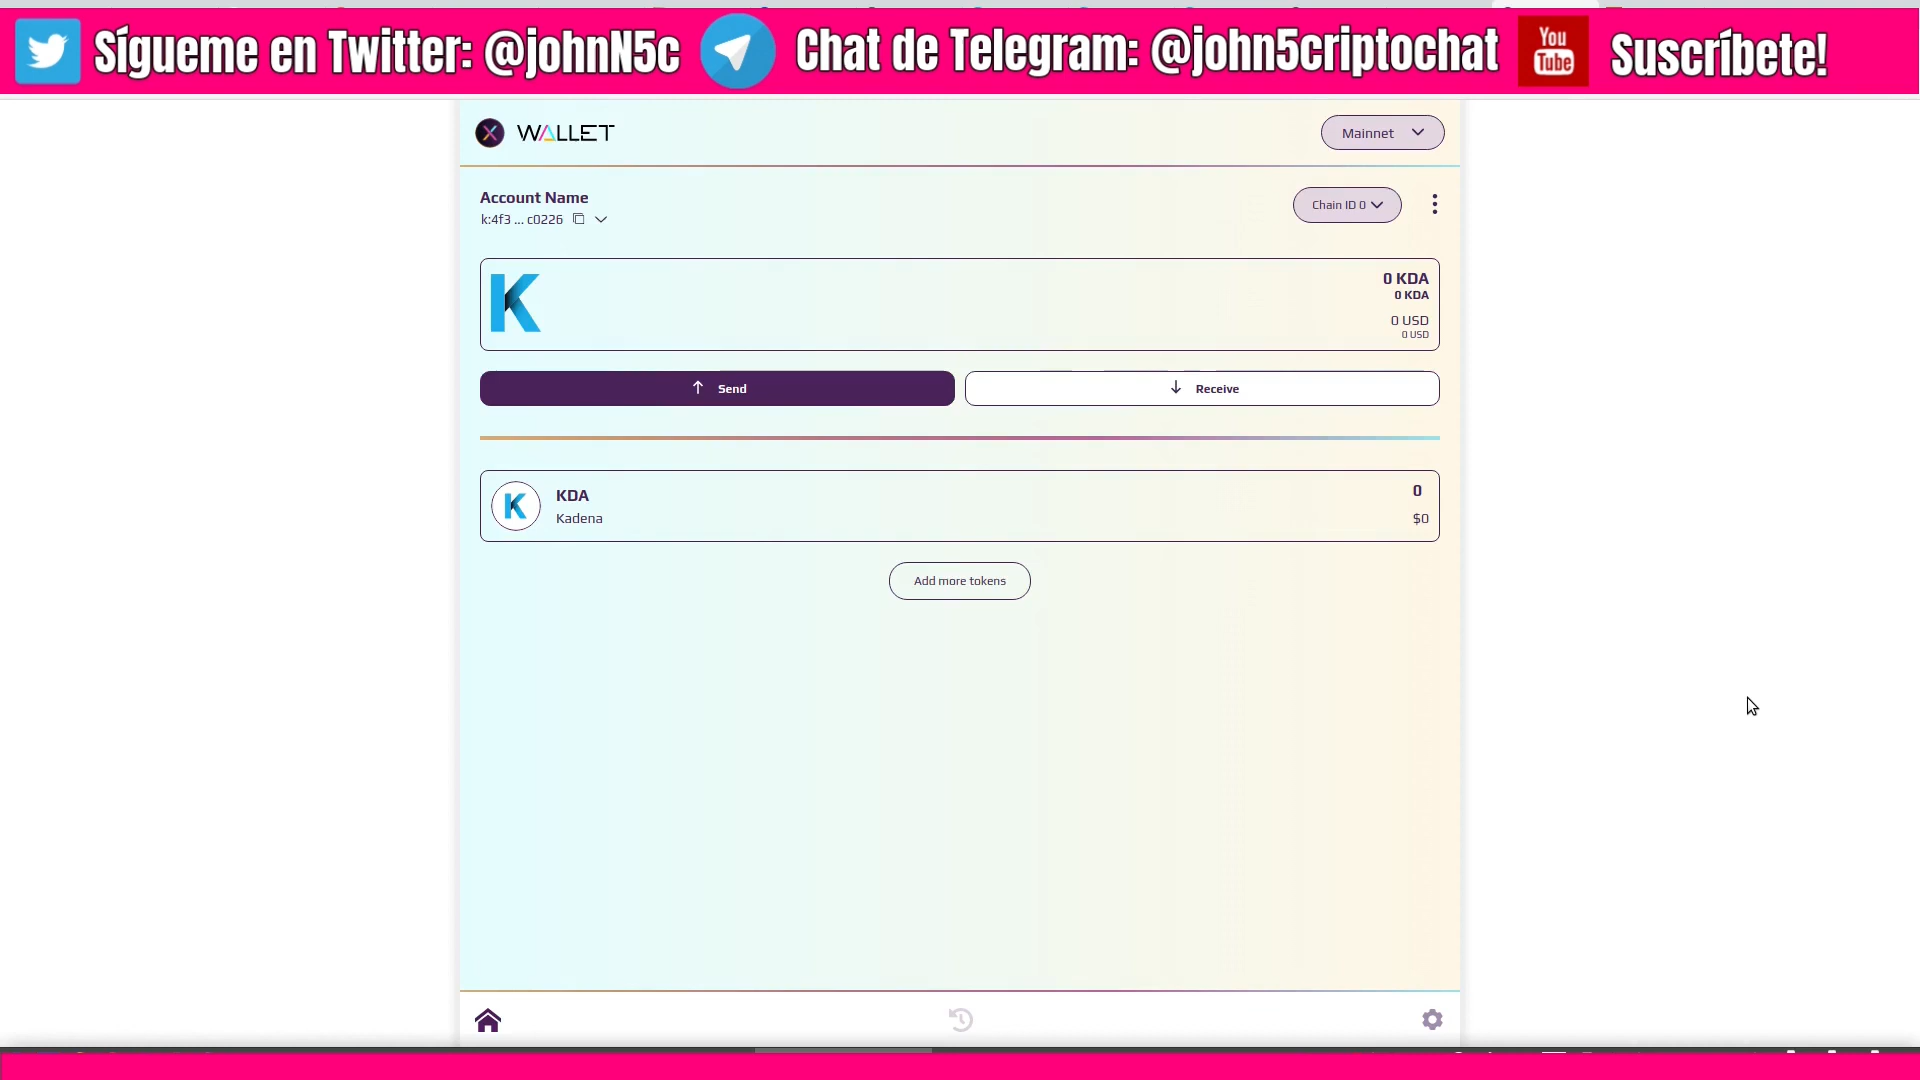 Sígueme en Twitter: @johnN5c
Chat de Telegram: @john5criptochat
You
Tube
Suscríbete!
X WALLET
Mainnet
Account Name
k:4f3 ... c0226
Chain ID 0
0 KDA
0 KDA
0 USD
0 USD
Send
Receive
KDA
Kadena
0
$0
Add more tokens